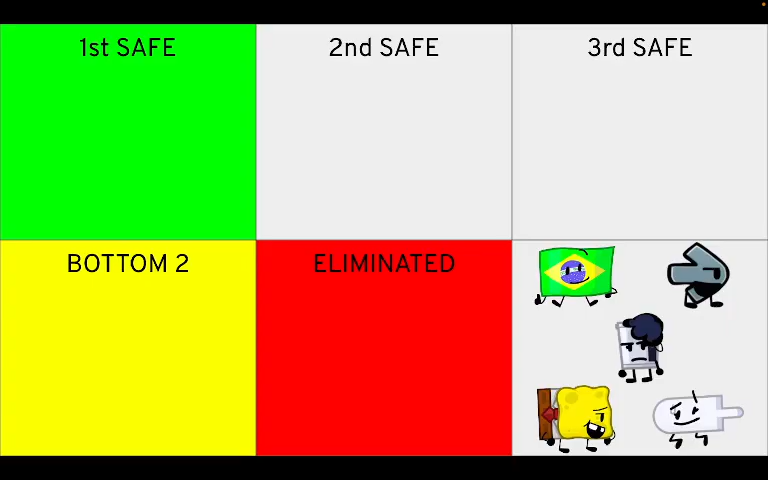 1st SAFE
2nd SAFE
3rd SAFE
BOTTOM 2
ELIMINATED